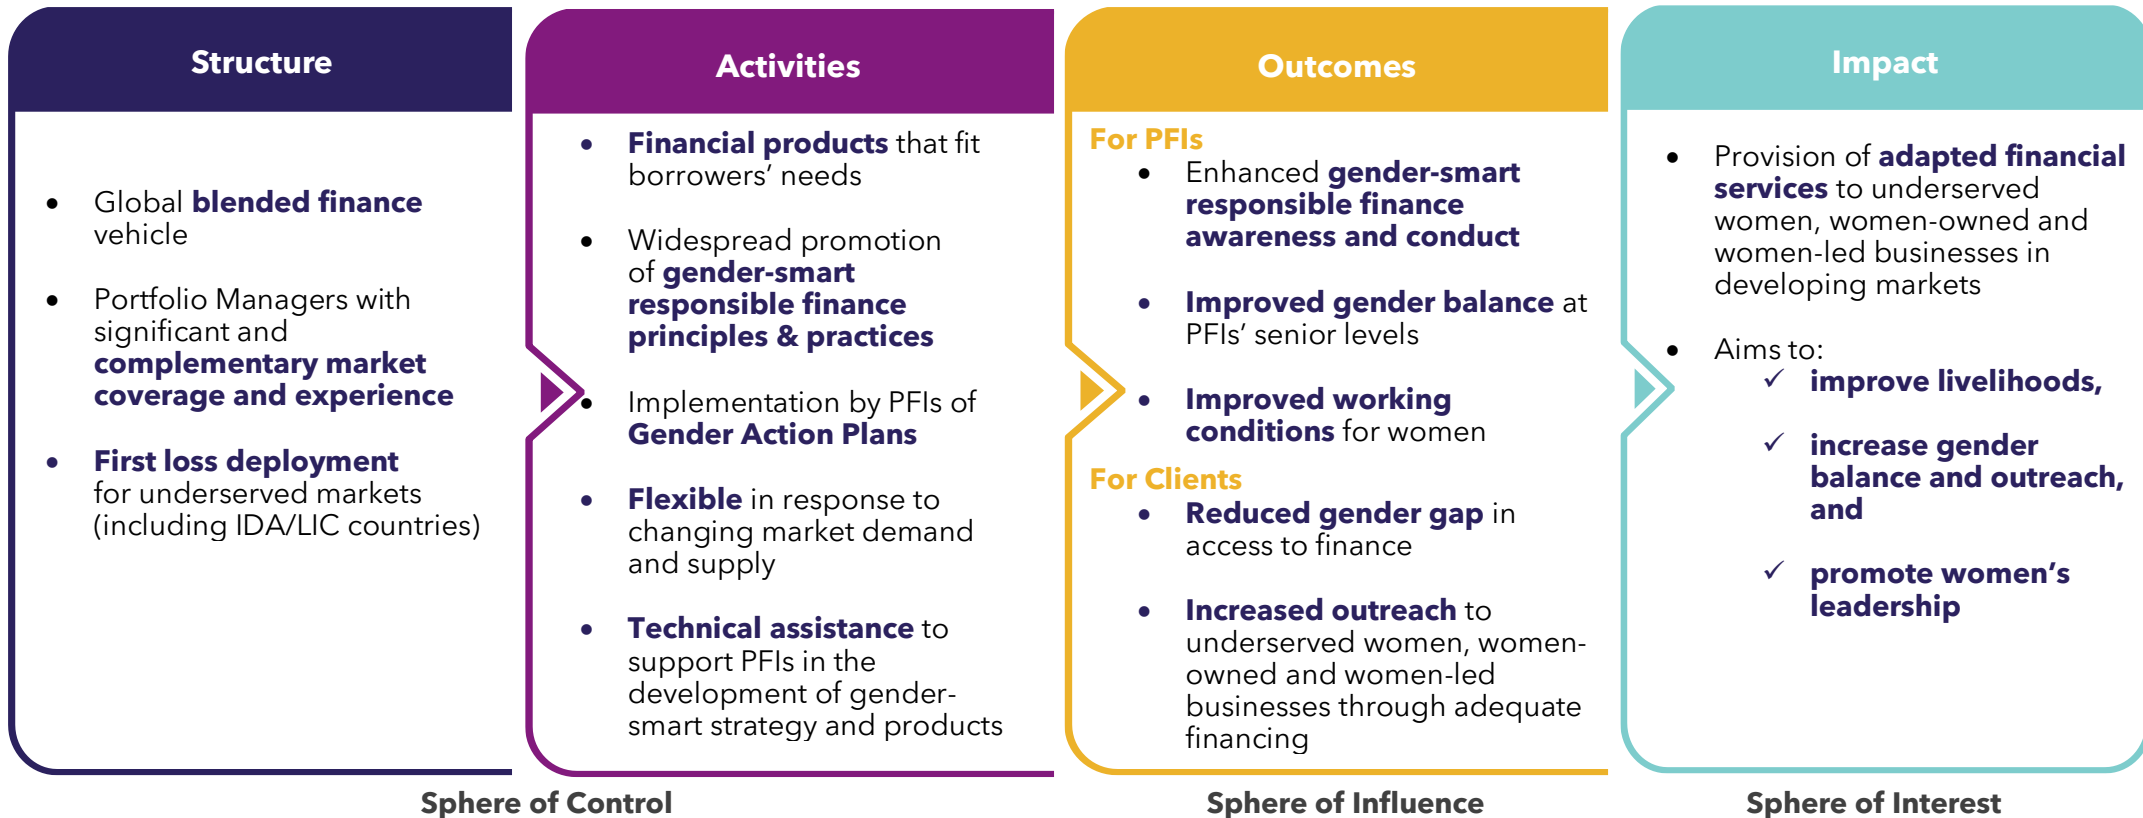 Structure
• Global blended finance
vehicle
• Portfolio Managers with
significant and
complementary market
coverage and experience
• First loss deployment
for underserved markets
(including IDA/LIC countries)
Activities
• Financial products that fit
borrowers’ needs
• Widespread promotion
of gender-smart
responsible finance
principles & practices
• Implementation by PFIs of
Gender Action Plans
• Flexible in response to
changing market demand
and supply
• Technical assistance to
support PFIs in the
development of gender-
smart strategy and products
Outcomes
For PFIs
• Enhanced gender-smart
responsible finance
awareness and conduct
• Improved gender balance at
PFIs’ senior levels
• Improved working
conditions for women
For Clients
• Reduced gender gap in
access to finance
• Increased outreach to
underserved women, women-
owned and women-led
businesses through adequate
financing
Impact
• Provision of adapted financial
services to underserved
women, women-owned and
women-led businesses in
developing markets
• Aims to:
✓ improve livelihoods,
✓ increase gender
balance and outreach,
and
✓ promote women’s
leadership
Sphere of Control
Sphere of Influence
Sphere of Interest